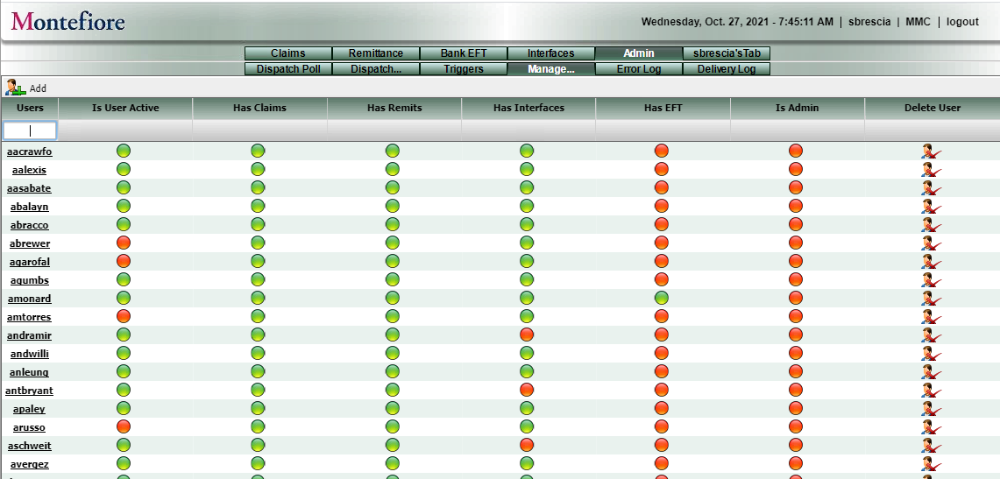 Montefiore
Wednesday, Oct. 27, 2021 - 7:45:11 AM | sbrescia | MMC | logout
Claims Remittance Bank EFT Interfaces Admin sbrescia'sTab
Dispatch Poll Dispatch... Triggers Manage... Error Log Delivery Log
Add
Users Is User Active Has Claims Has Remits Has Interfaces Has EFT Is Admin Delete User
aacrawfo
aalexis
aasabate
abalayn
abracco
abrewer
agarofal
agumbs
amonard
amtorres
andramir
andwilli
anleung
antbryant
apaley
arusso
aschweit
avergez